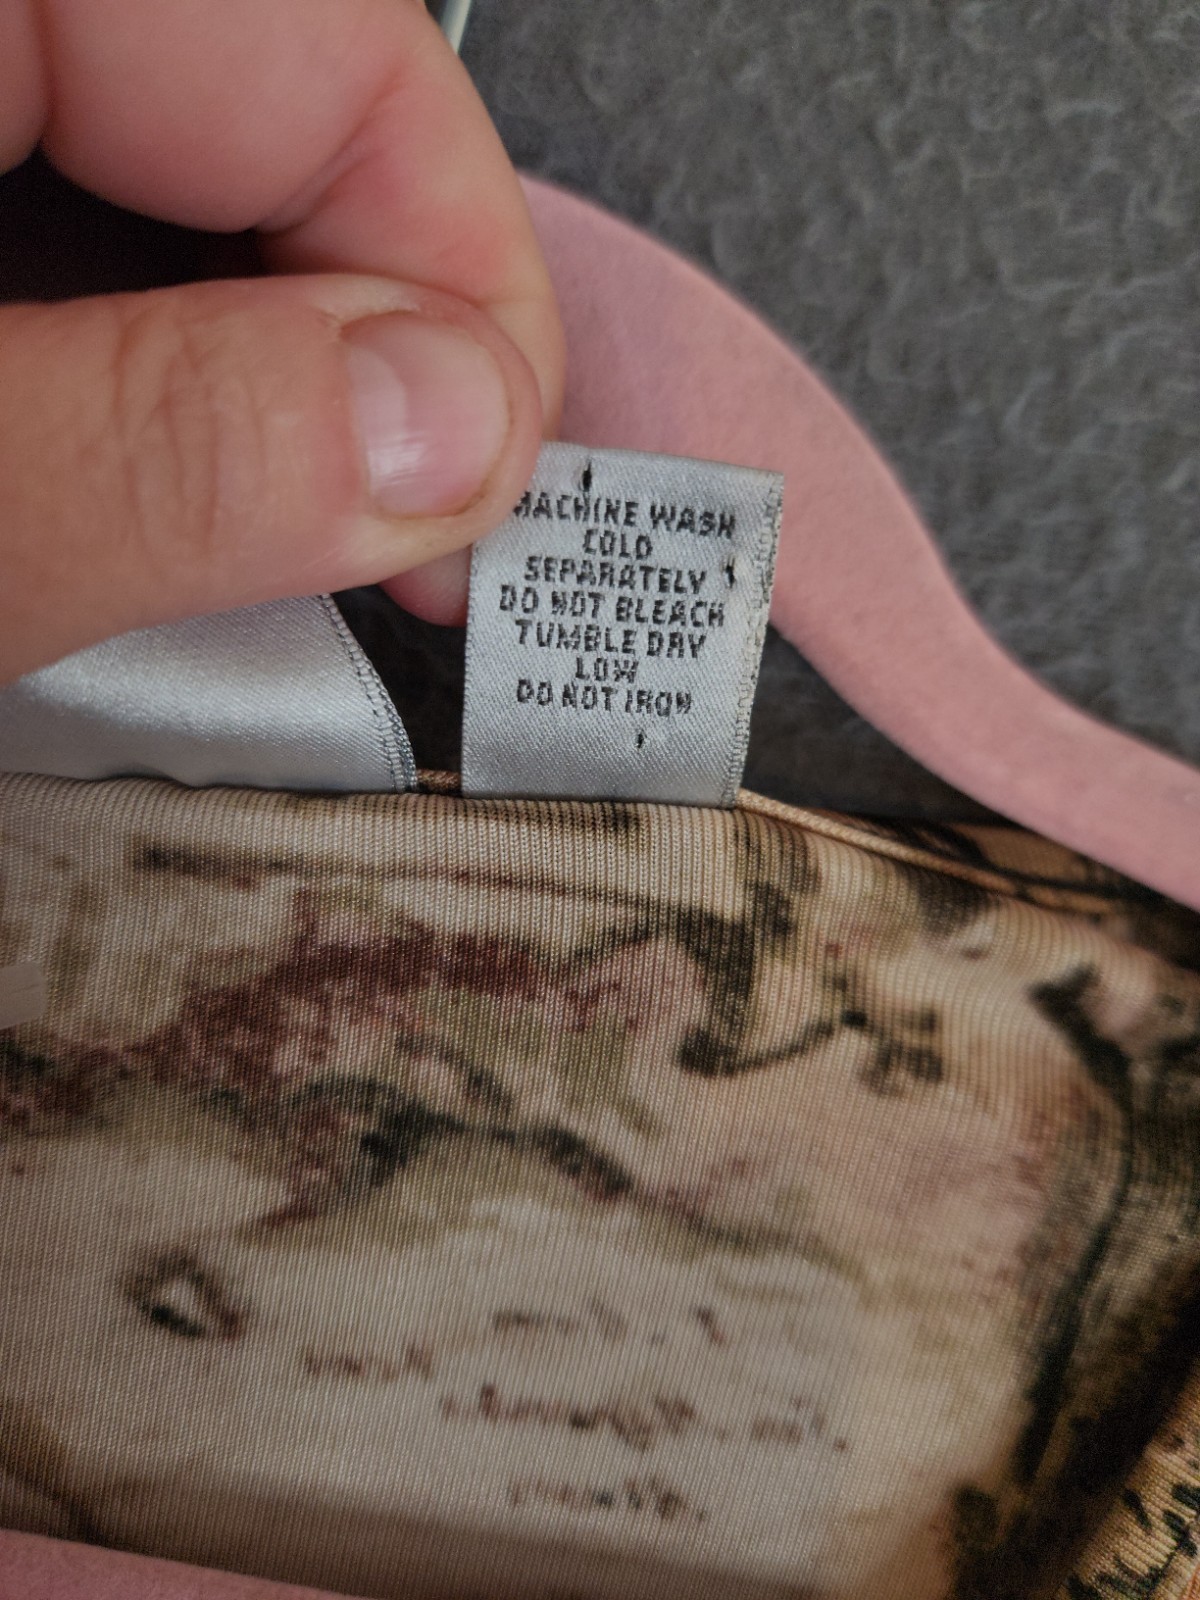 MACHINE WASH
COLD
SEPARATELY
DO NOT BLEACH
TUMBLE DRY
LOW
DO NOT IRON